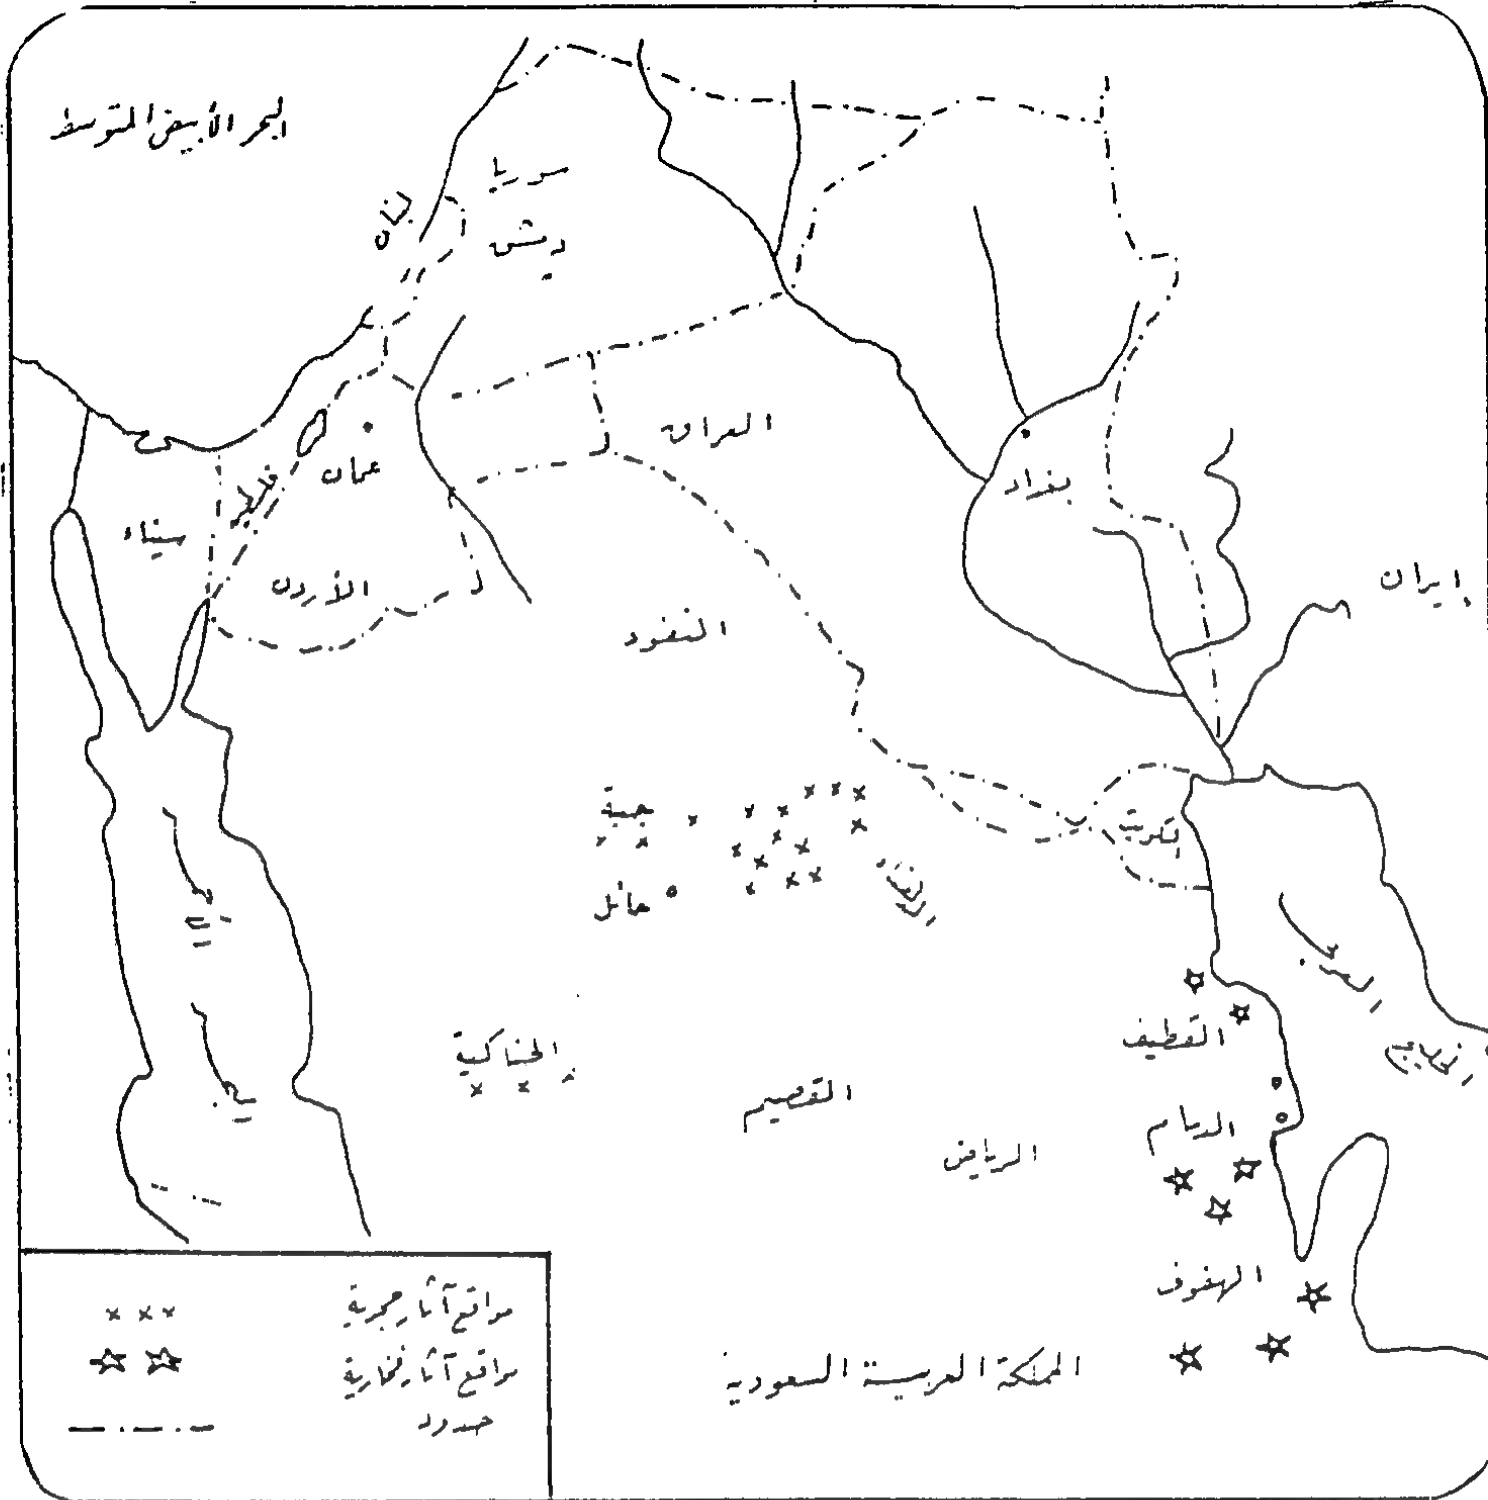 البحر الأبيض المتوسط
سوريا
لبنان
دمشق
العراق
عمان
بغداد
فلسطين
سيناء
الأردن
إيران
النفود
جبة
الكويت
حائل
الخليج العربي
القطيف
الحناكية
القصيم
الدمام
الرياض
الهفوف
المملكة العربية السعودية
مواقع آثار حجرية
مواقع آثار فخارية
حدود